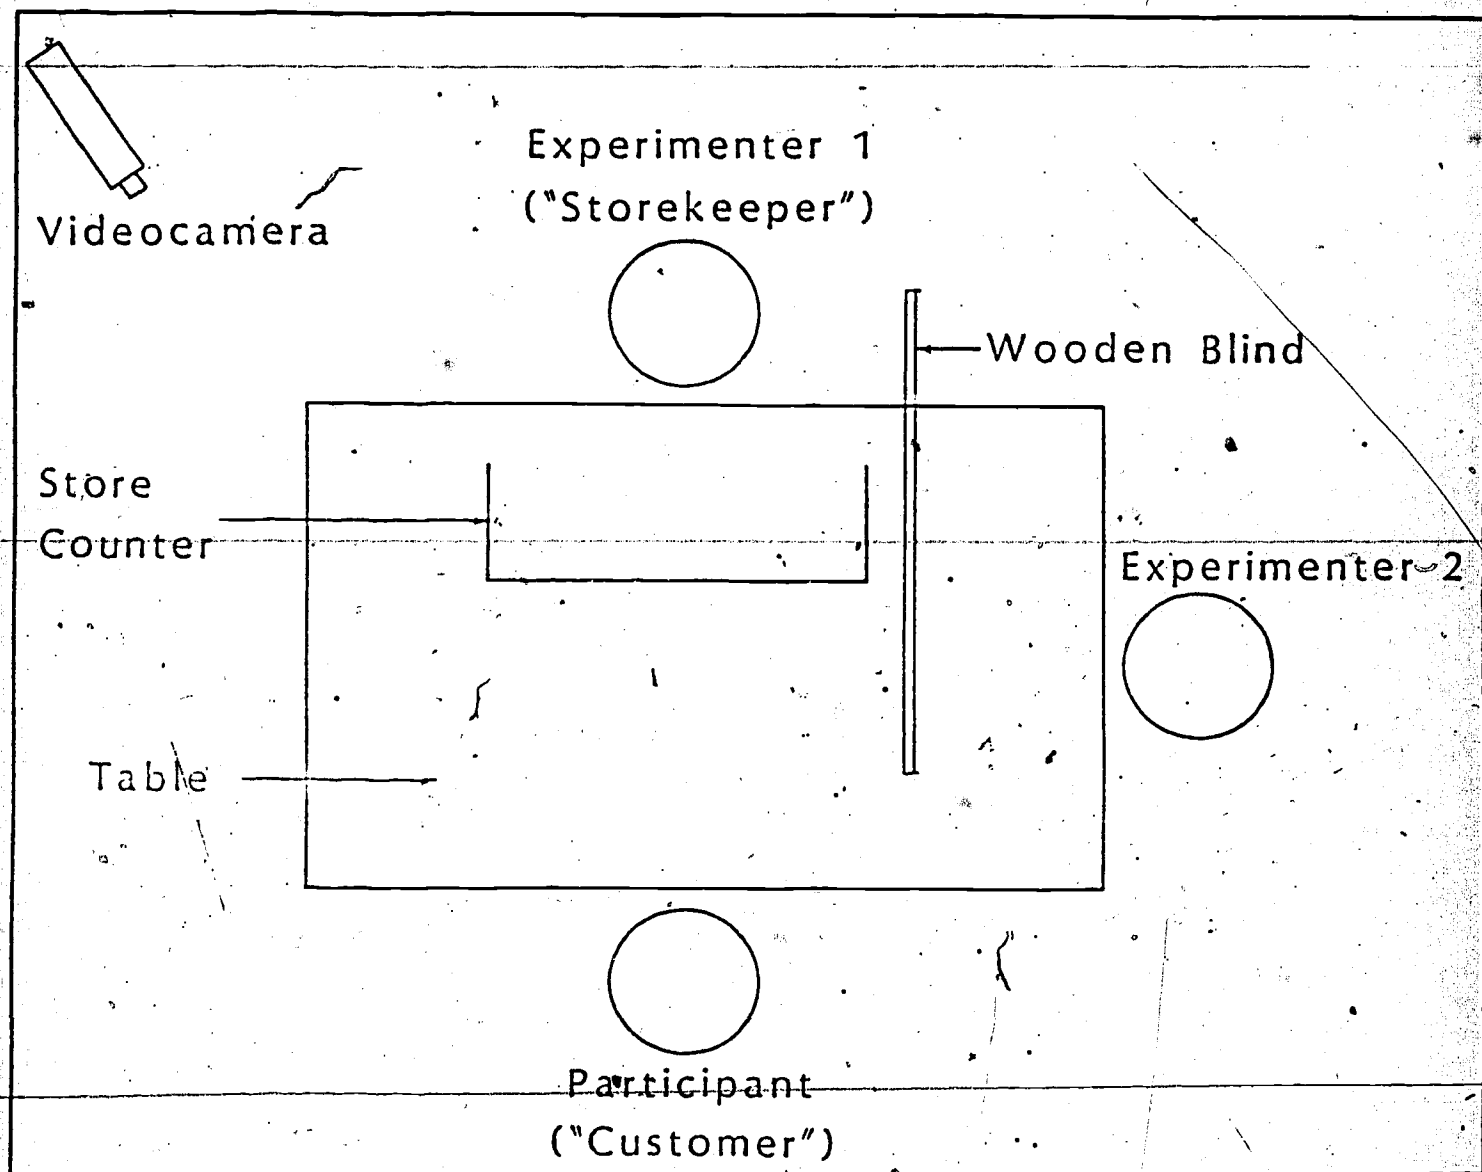 Experimenter 1
("Storekeeper")
Videocamera
Wooden Blind
Store
Counter
Experimenter 2
Table
Participant
("Customer")